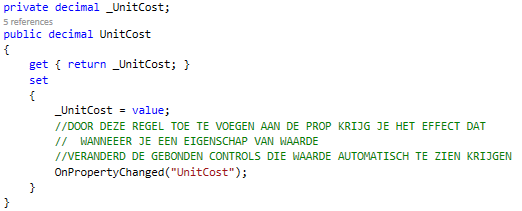 private decimal _UnitCost;
5 references
public decimal UnitCost
{
get { return _UnitCost; }
set
{
_UnitCost = value;
//DOOR DEZE REGEL TOE TE VOEGEN AAN DE PROP KRIJG JE HET EFFECT DAT
// WANNEEER JE EEN EIGENSCHAP VAN WAARDE
//VERANDERD DE GEBONDEN CONTROLS DIE WAARDE AUTOMATISCH TE ZIEN KRIJGEN
OnPropertyChanged("UnitCost");
}
}